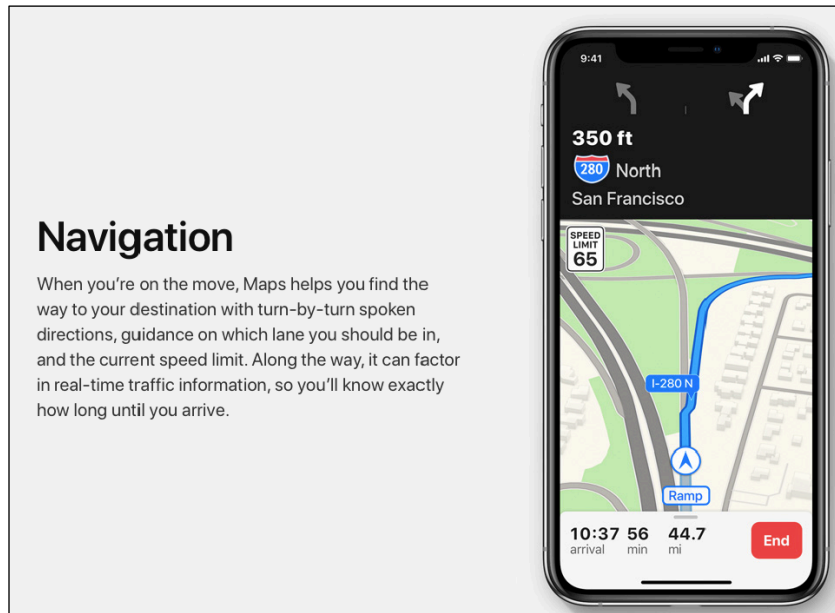 Navigation
When you’re on the move, Maps helps you find the
way to your destination with turn-by-turn spoken
directions, guidance on which lane you should be in,
and the current speed limit. Along the way, it can factor
in real-time traffic information, so you’ll know exactly
how long until you arrive.
9:41
350 ft
280 North
San Francisco
SPEED
LIMIT
65
I-280 N
Ramp
10:37 56 44.7
arrival min mi
End